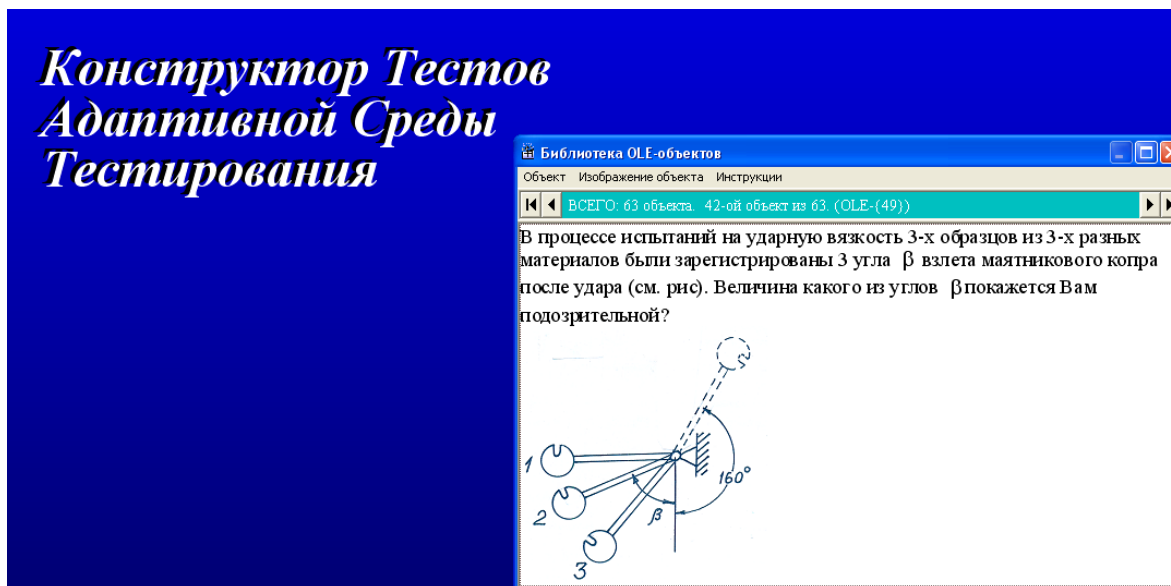 Конструктор Тестов
Адаптивной Среды
Тестирования
Библиотека OLE-объектов
Объект Изображение объекта Инструкции
ВСЕГО: 63 объекта. 42-ой объект из 63. (OLE-{49})
В процессе испытаний на ударную вязкость 3-х образцов из 3-х разных
материалов были зарегистрированы 3 угла β взлета маятникового копра
после удара (см. рис). Величина какого из углов β покажется Вам
подозрительной?
1
2
3
β
160°